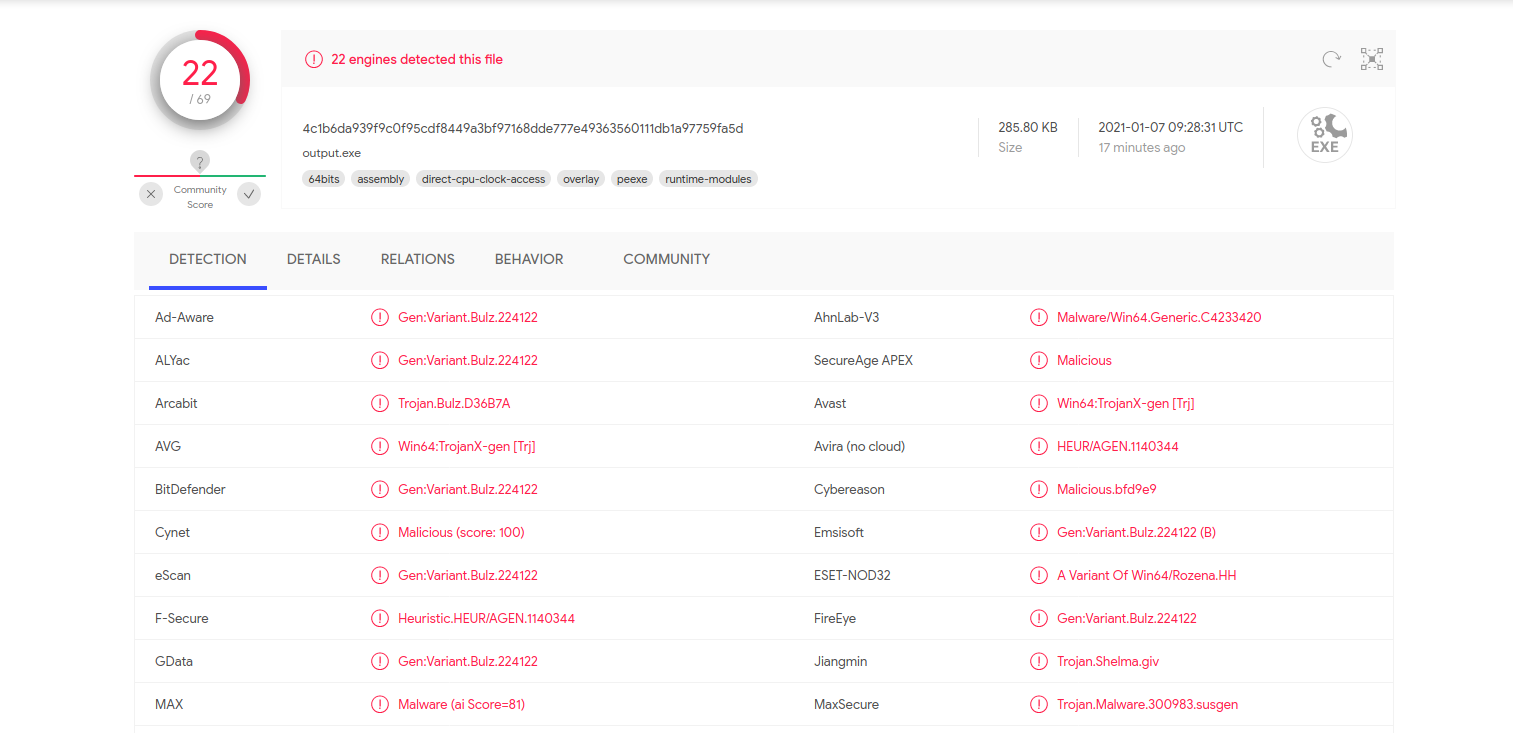 22
/ 69
?
Community
Score
22 engines detected this file
4c1b6da939f9c0f95cdf8449a3bf97168dde777e49363560111db1a97759fa5d
output.exe
64bits assembly direct-cpu-clock-access overlay peexe runtime-modules
285.80 KB
Size
2021-01-07 09:28:31 UTC
17 minutes ago
EXE
DETECTION DETAILS RELATIONS BEHAVIOR COMMUNITY
Ad-Aware Gen:Variant.Bulz.224122 AhnLab-V3 Malware/Win64.Generic.C4233420
ALYac Gen:Variant.Bulz.224122 SecureAge APEX Malicious
Arcabit Trojan.Bulz.D36B7A Avast Win64:TrojanX-gen [Trj]
AVG Win64:TrojanX-gen [Trj] Avira (no cloud) HEUR/AGEN.1140344
BitDefender Gen:Variant.Bulz.224122 Cybereason Malicious.bfd9e9
Cynet Malicious (score: 100) Emsisoft Gen:Variant.Bulz.224122 (B)
eScan Gen:Variant.Bulz.224122 ESET-NOD32 A Variant Of Win64/Rozena.HH
F-Secure Heuristic.HEUR/AGEN.1140344 FireEye Gen:Variant.Bulz.224122
GData Gen:Variant.Bulz.224122 Jiangmin Trojan.Shelma.giv
MAX Malware (ai Score=81) MaxSecure Trojan.Malware.300983.susgen